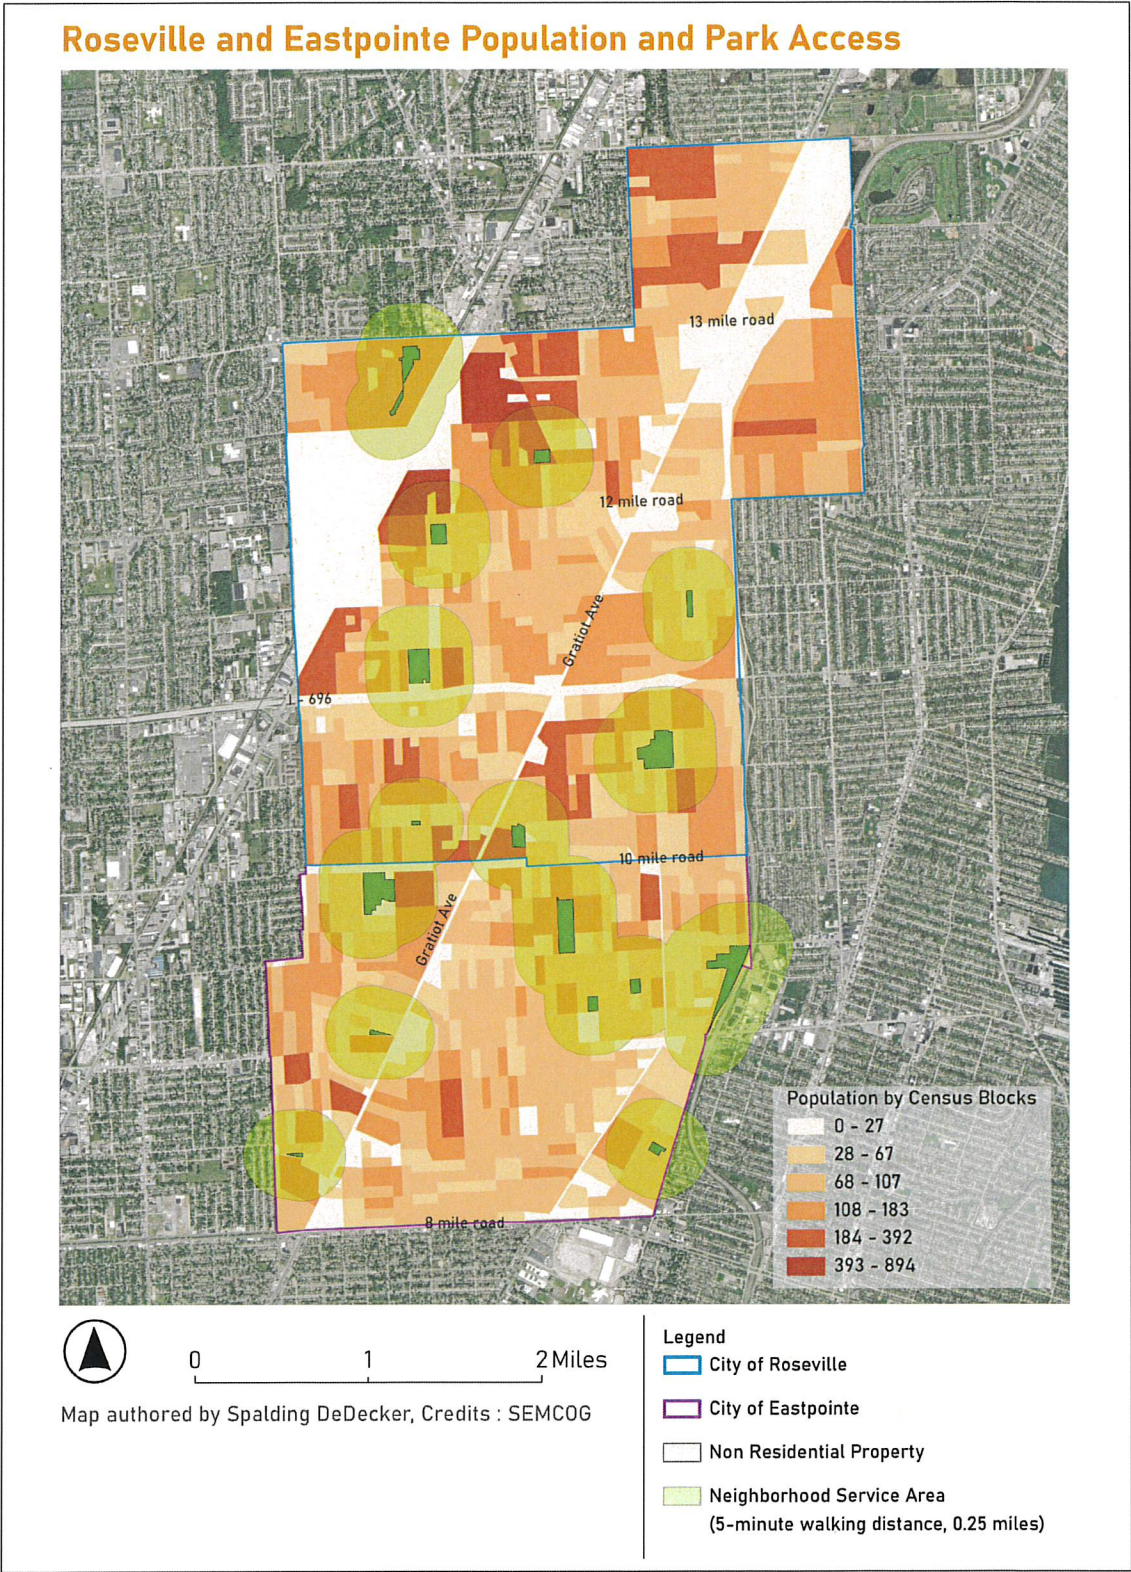 Roseville and Eastpointe Population and Park Access
13 mile road
12 mile road
Gratiot Ave
I - 696
10 mile road
Gratiot Ave
8 mile road
Population by Census Blocks
0 - 27
28 - 67
68 - 107
108 - 183
184 - 392
393 - 894
0 1 2 Miles
Map authored by Spalding DeDecker, Credits : SEMCOG
Legend
City of Roseville
City of Eastpointe
Non Residential Property
Neighborhood Service Area
(5-minute walking distance, 0.25 miles)